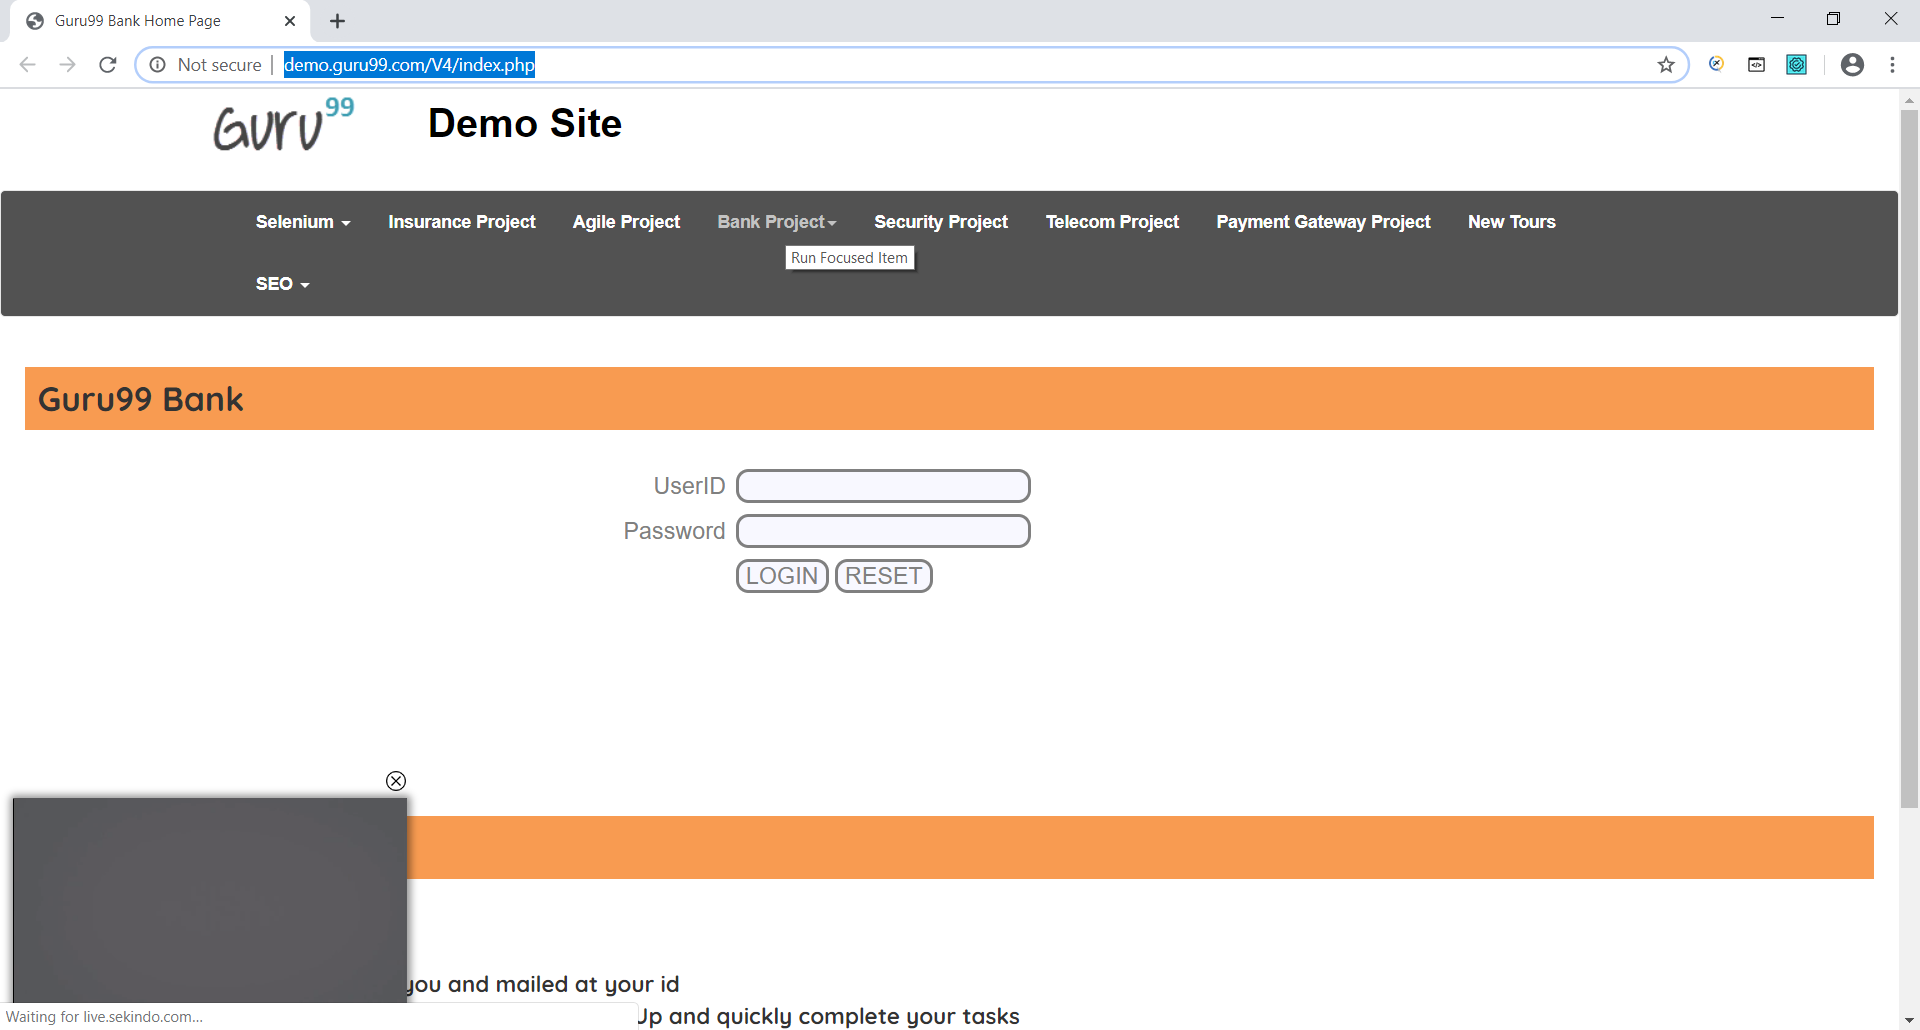 Guru99 Bank Home Page
Not secure | demo.guru99.com/V4/index.php
Guru99 Demo Site
Selenium Insurance Project Agile Project Bank Project Security Project Telecom Project Payment Gateway Project New Tours
Run Focused Item
SEO
Guru99 Bank
UserID
Password
LOGIN RESET
you and mailed at your id
Up and quickly complete your tasks
Waiting for live.sekindo.com...